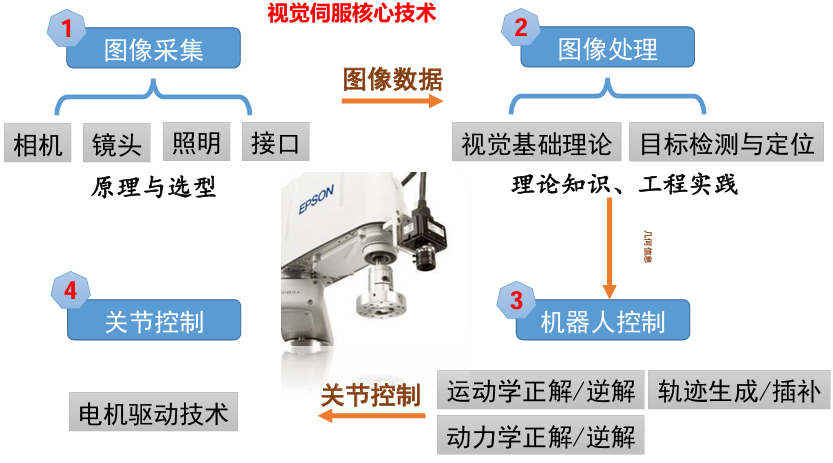 视觉伺服核心技术
1
图像采集
相机
镜头
照明
接口
原理与选型
图像数据
2
图像处理
视觉基础理论
目标检测与定位
理论知识、工程实践
几何信息
EPSON
3
机器人控制
运动学正解/逆解
轨迹生成/插补
动力学正解/逆解
关节控制
4
关节控制
电机驱动技术